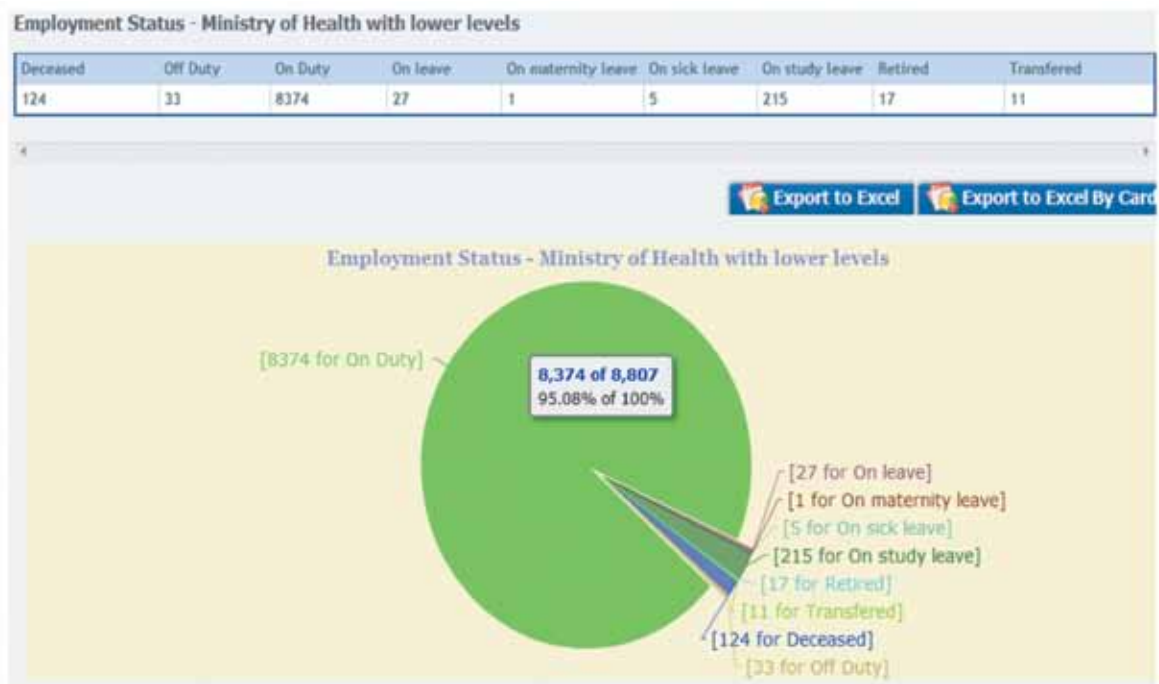 Employment Status - Ministry of Health with lower levels
Deceased Off Duty On Duty On leave On maternity leave On sick leave On study leave Retired Transfered
124 33 8374 27 1 5 215 17 11
Export to Excel Export to Excel By Card
Employment Status - Ministry of Health with lower levels
[8374 for On Duty]
8,374 of 8,807
95.08% of 100%
[27 for On leave]
[1 for On maternity leave]
[5 for On sick leave]
[215 for On study leave]
[17 for Retired]
[11 for Transfered]
[124 for Deceased]
[33 for Off Duty]